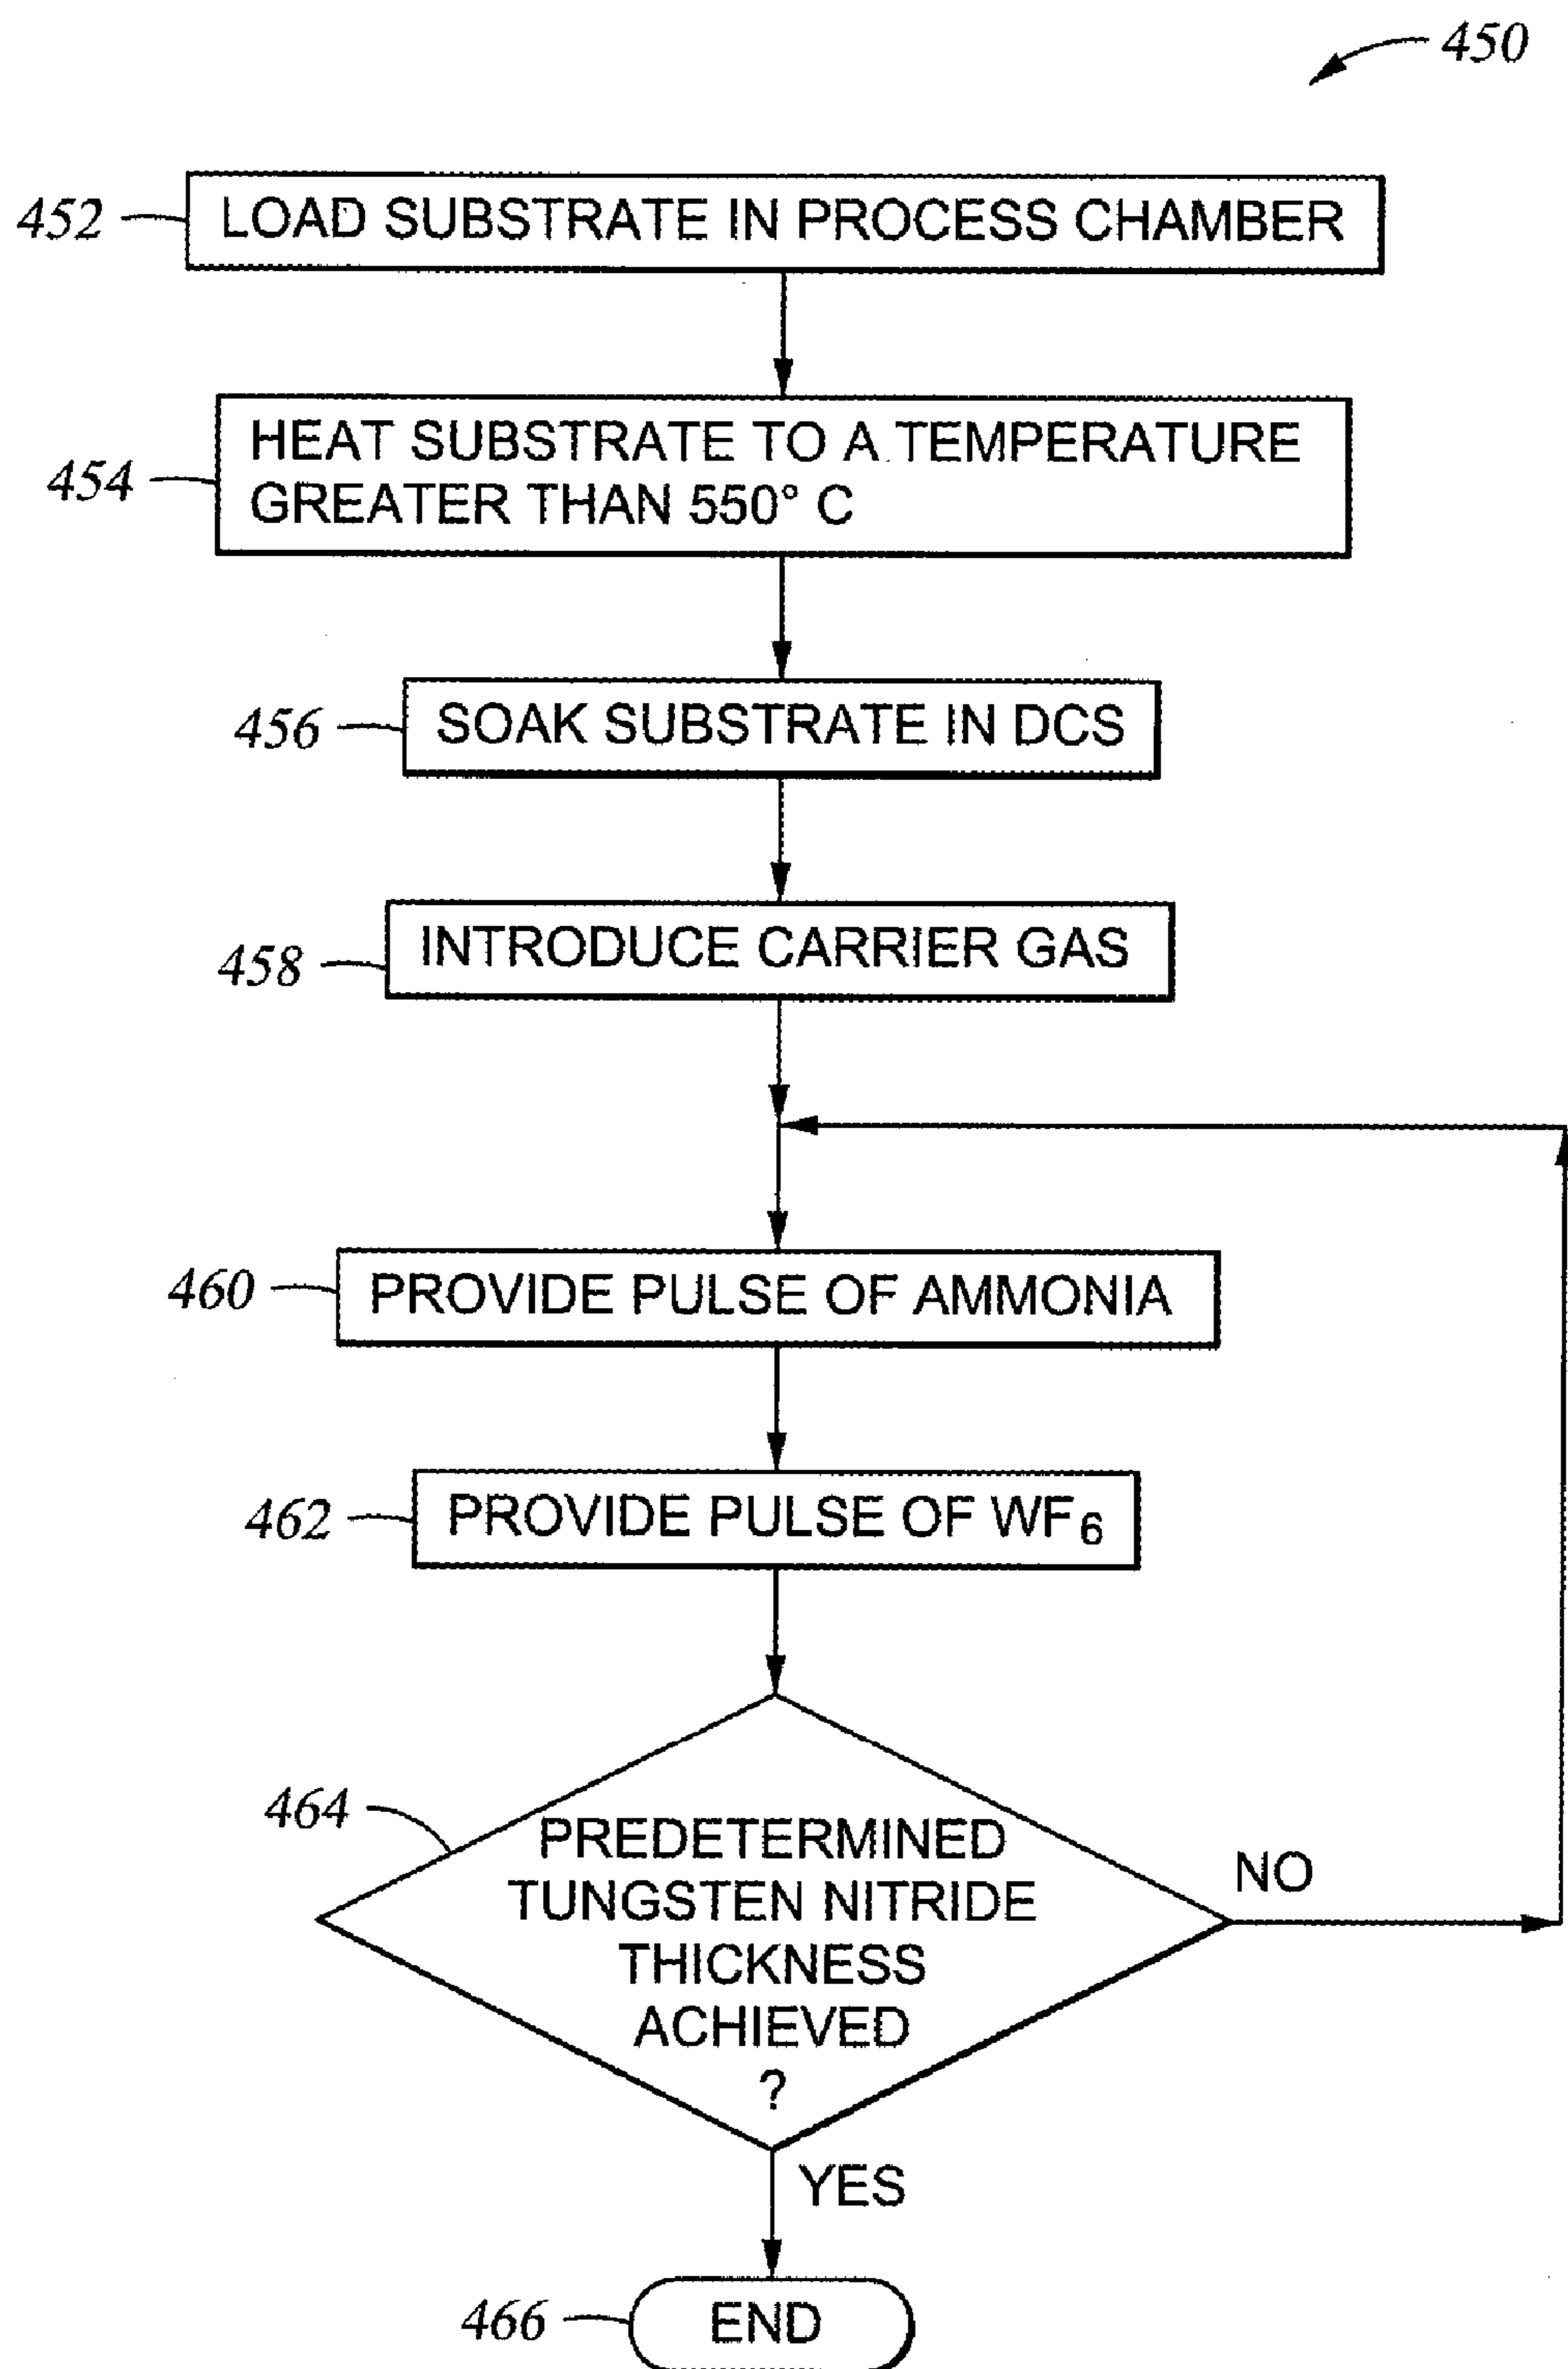 450
452 LOAD SUBSTRATE IN PROCESS CHAMBER
454 HEAT SUBSTRATE TO A TEMPERATURE
GREATER THAN 550° C
456 SOAK SUBSTRATE IN DCS
458 INTRODUCE CARRIER GAS
460 PROVIDE PULSE OF AMMONIA
462 PROVIDE PULSE OF WF₆
464
PREDETERMINED
TUNGSTEN NITRIDE
THICKNESS
ACHIEVED
?
NO
YES
466 END